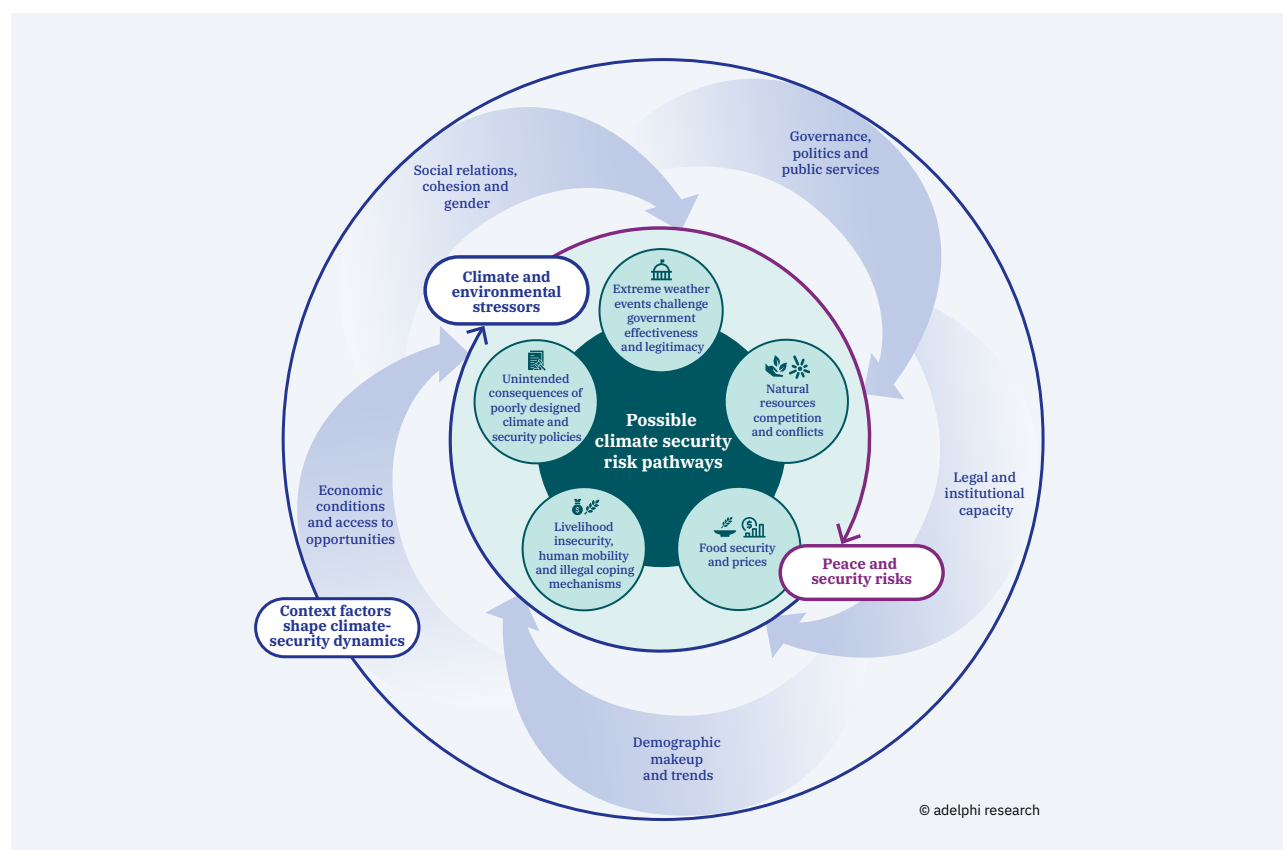 Governance,
politics and
public services
Social relations,
cohesion and
gender
Climate and
environmental
stressors
Extreme weather
events challenge
government
effectiveness
and legitimacy
Unintended
consequences of
poorly designed
climate and
security policies
Natural
resources
competition
and conflicts
Possible
climate security
risk pathways
Legal and
institutional
capacity
Economic
conditions
and access to
opportunities
Livelihood
insecurity,
human mobility
and illegal coping
mechanisms
Food security
and prices
Peace and
security risks
Context factors
shape climate-
security dynamics
Demographic
makeup
and trends
© adelphi research